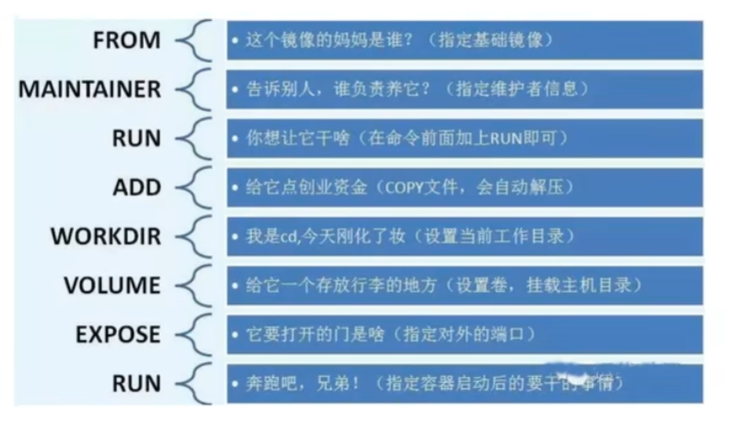 FROM • 这个镜像的妈妈是谁？（指定基础镜像）
MAINTAINER • 告诉别人，谁负责养它？（指定维护者信息）
RUN • 你想让它干啥（在命令前面加上RUN即可）
ADD • 给它点创业资金（COPY文件，会自动解压）
WORKDIR • 我是cd,今天刚化了妆（设置当前工作目录）
VOLUME • 给它一个存放行李的地方（设置卷，挂载主机目录）
EXPOSE • 它要打开的门是啥（指定对外的端口）
RUN • 奔跑吧，兄弟！（指定容器启动后的要干的事情）